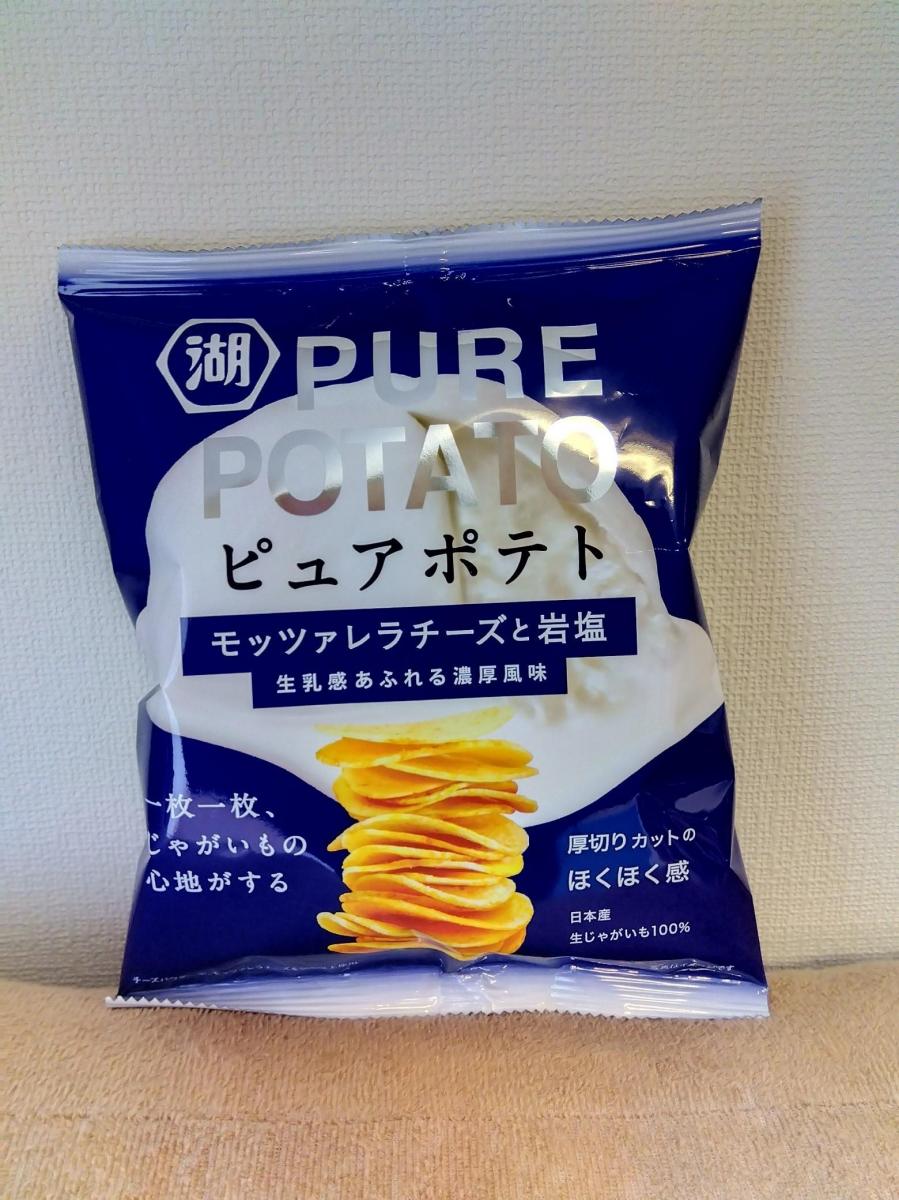 湖 PURE
POTATO
ピュアポテト
モッツァレラチーズと岩塩
生乳感あふれる濃厚風味
一枚一枚、
じゃがいもの
心地がする
厚切りカットの
ほくほく感
日本産
生じゃがいも100%